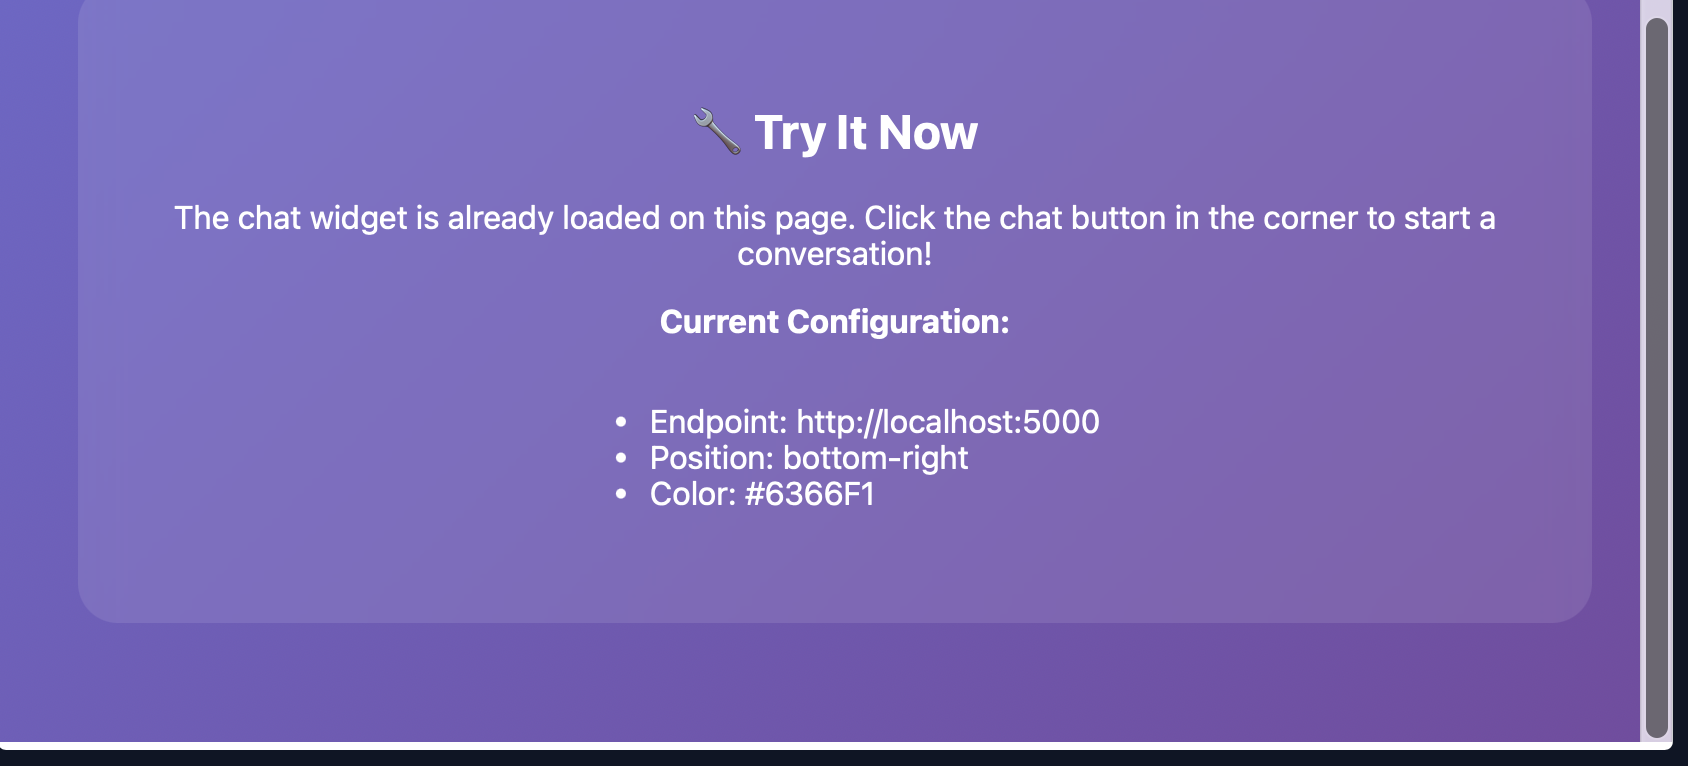 🔧 Try It Now
The chat widget is already loaded on this page. Click the chat button in the corner to start a
conversation!
Current Configuration:
• Endpoint: http://localhost:5000
• Position: bottom-right
• Color: #6366F1